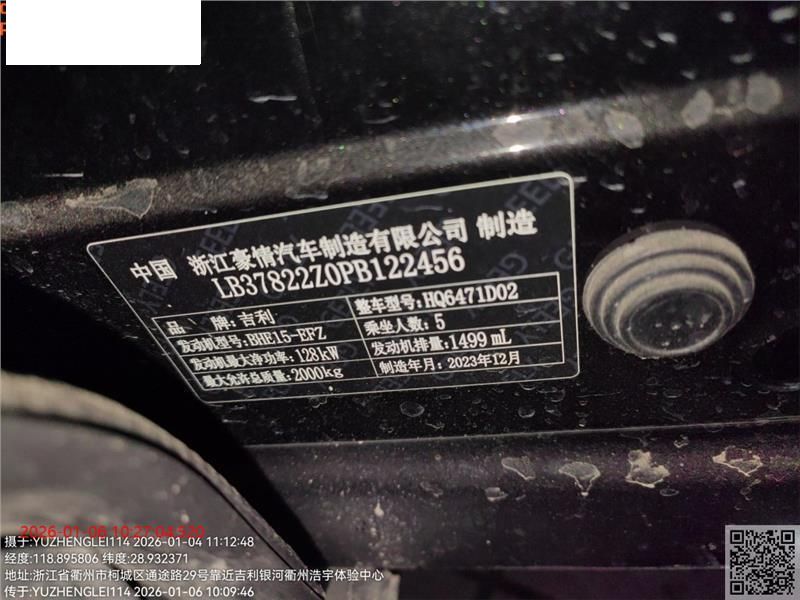 中国 浙江豪情汽车制造有限公司 制造
LB37822Z0PB122456
品 牌:吉利
整车型号:HQ6471D02
发动机型号:BHE15-EFZ
乘坐人数:5
发动机最大净功率:128kW
发动机排量:1499 mL
最大允许总质量:2000kg
制造年月:2023年12月
摄于:YUZHENGLEI114 2026-01-04 11:12:48
经度:118.895806 纬度:28.932371
地址:浙江省衢州市柯城区通途路29号靠近吉利银河衢州浩宇体验中心
传于:YUZHENGLEI114 2026-01-06 10:09:46